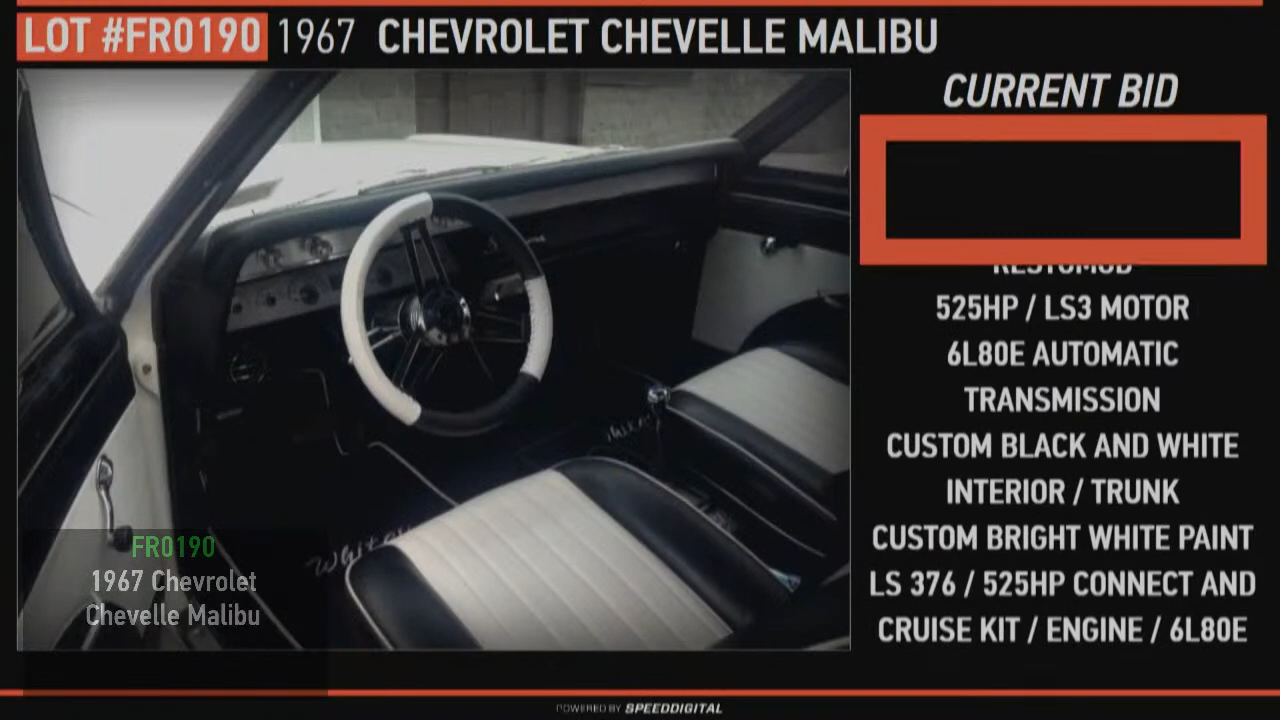 LOT #FR0190 1967 CHEVROLET CHEVELLE MALIBU
CURRENT BID
RESTOMOD
525HP / LS3 MOTOR
6L80E AUTOMATIC
TRANSMISSION
CUSTOM BLACK AND WHITE
INTERIOR / TRUNK
CUSTOM BRIGHT WHITE PAINT
LS 376 / 525HP CONNECT AND
CRUISE KIT / ENGINE / 6L80E
FR0190
1967 Chevrolet
Chevelle Malibu
POWERED BY SPEEDDIGITAL